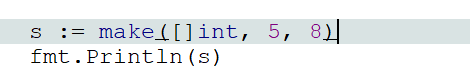 s := make([]int, 5, 8)
fmt.Println(s)